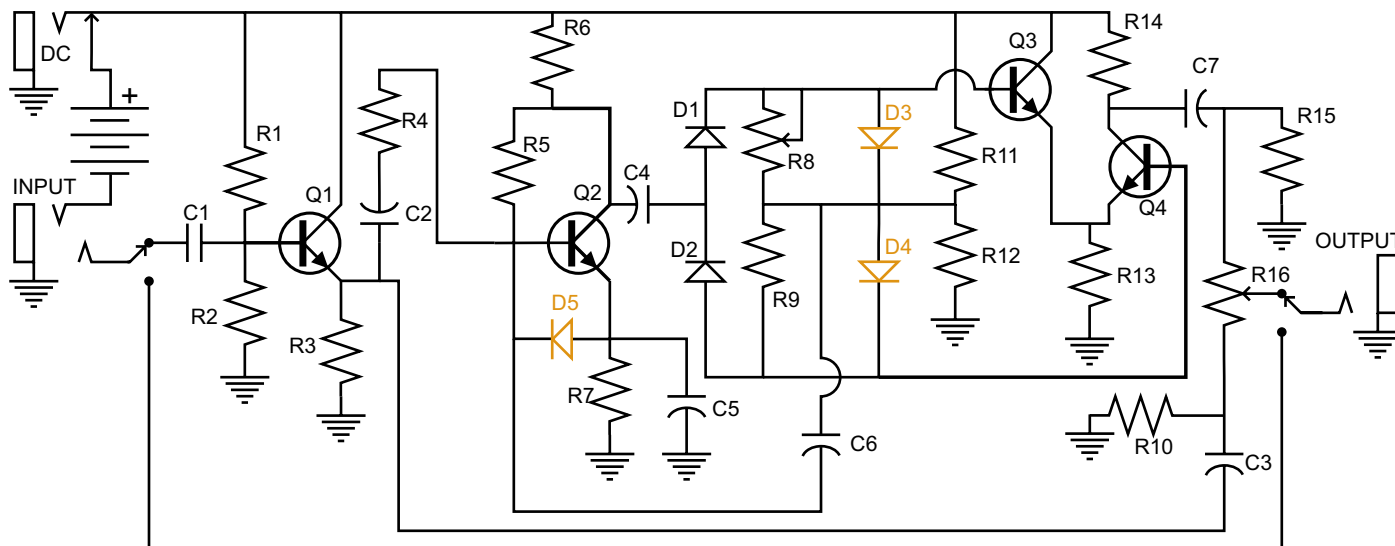 DC
+
INPUT
C1
R1
R2
Q1
R3
R4
C2
R6
R5
Q2
C4
D5
R7
C5
D1
D2
R8
R9
D3
D4
C6
R11
R12
Q3
R14
Q4
R13
C7
R15
R16
OUTPUT
R10
C3